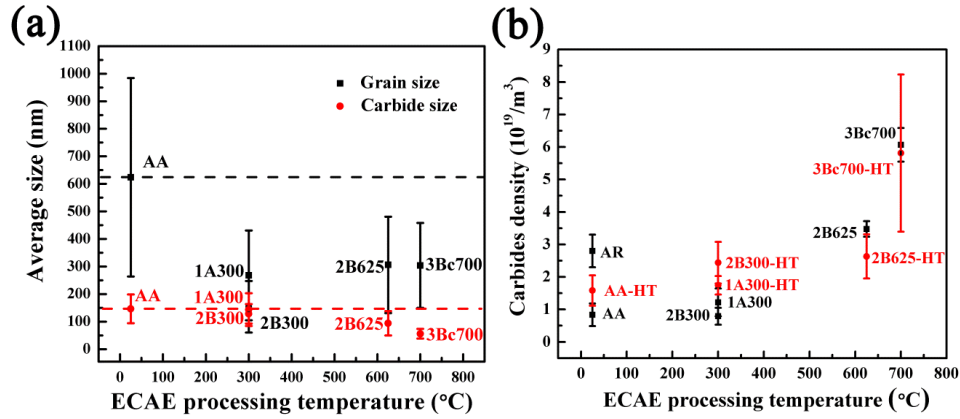 (a)
1100
1000
900
800
700
600
500
400
300
200
100
0
Average size (nm)
Grain size
Carbide size
AA
AA
1A300
1A300
2B300
2B300
2B625
2B625
3Bc700
3Bc700
0 100 200 300 400 500 600 700 800
ECAE processing temperature (°C)
(b)
9
8
7
6
5
4
3
2
1
0
Carbides density (10¹⁹/m³)
3Bc700
3Bc700-HT
2B625
2B625-HT
AR
AA-HT
AA
2B300-HT
1A300-HT
1A300
2B300
0 100 200 300 400 500 600 700 800
ECAE processing temperature (°C)